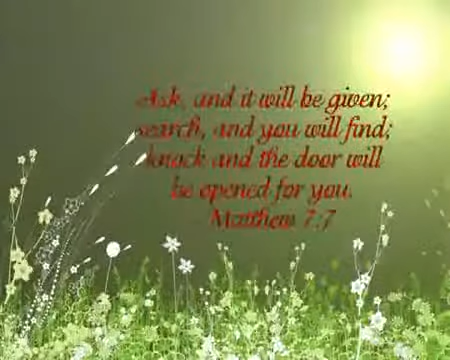 Ask, and it will be given;
search, and you will find;
knock and the door will
be opened for you.
Matthew 7:7